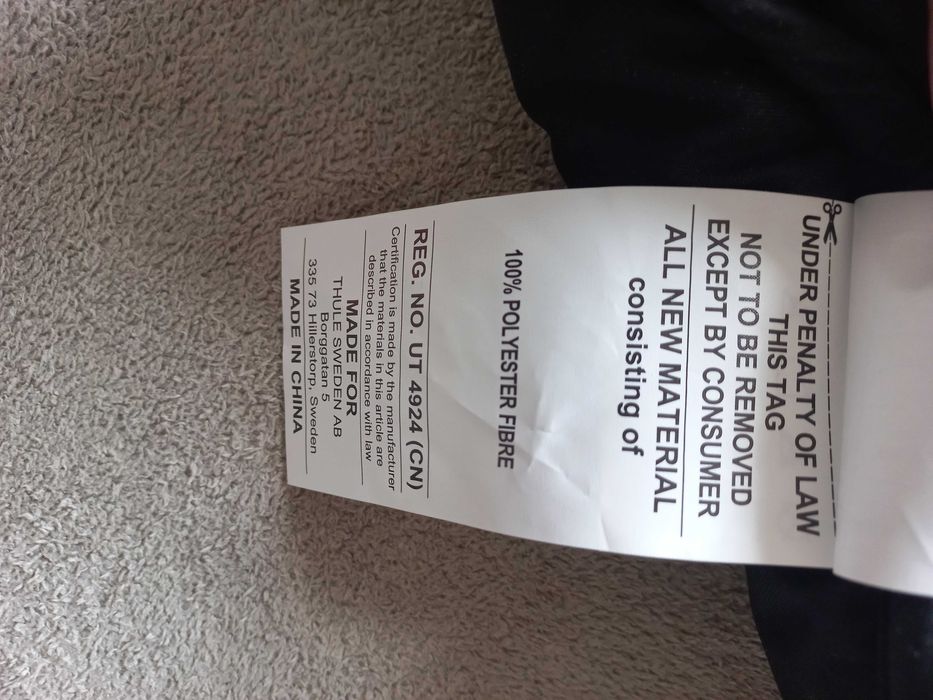 UNDER PENALTY OF LAW
THIS TAG
NOT TO BE REMOVED
EXCEPT BY CONSUMER
ALL NEW MATERIAL
consisting of
100% POLYESTER FIBRE
REG. NO. UT 4924 (CN)
Certification is made by the manufacturer
that the materials in this article are
described in accordance with law
MADE FOR
THULE SWEDEN AB
Borggatan 5
335 73 Hillerstorp, Sweden
MADE IN CHINA